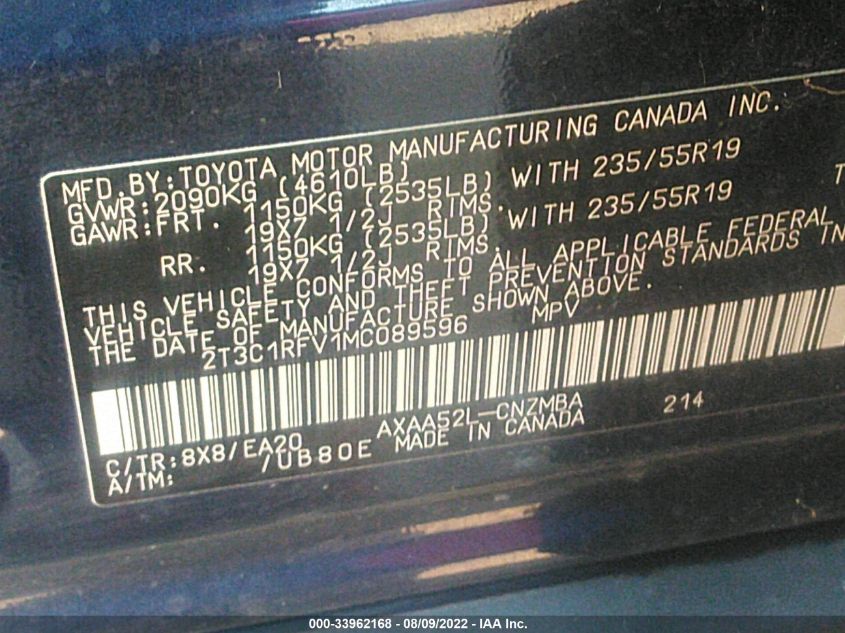 MFD.BY:TOYOTA MOTOR MANUFACTURING CANADA INC.
GVWR:2090KG (4610LB)
GAWR:FRT. 1150KG (2535LB) WITH 235/55R19
19X7 1/2J RIMS.
RR. 1150KG (2535LB) WITH 235/55R19
19X7 1/2J RIMS.
THIS VEHICLE CONFORMS TO ALL APPLICABLE FEDERAL
VEHICLE SAFETY AND THEFT PREVENTION STANDARDS IN
THE DATE OF MANUFACTURE SHOWN ABOVE.
2T3C1RFV1MC089596 MPV
C/TR:8X8/EA20 AXAA52L-CNZMBA 214
A/TM: /UB80E MADE IN CANADA
000-33962168 - 08/09/2022 - IAA Inc.